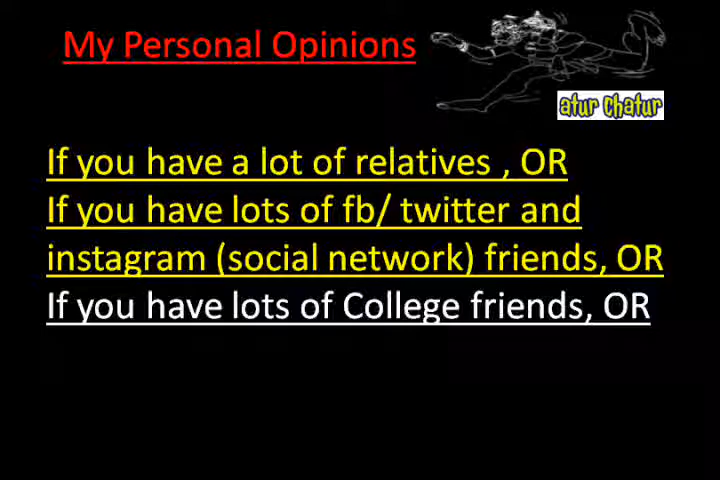 My Personal Opinions
atur chatur
If you have a lot of relatives , OR
If you have lots of fb/ twitter and
instagram (social network) friends, OR
If you have lots of College friends, OR